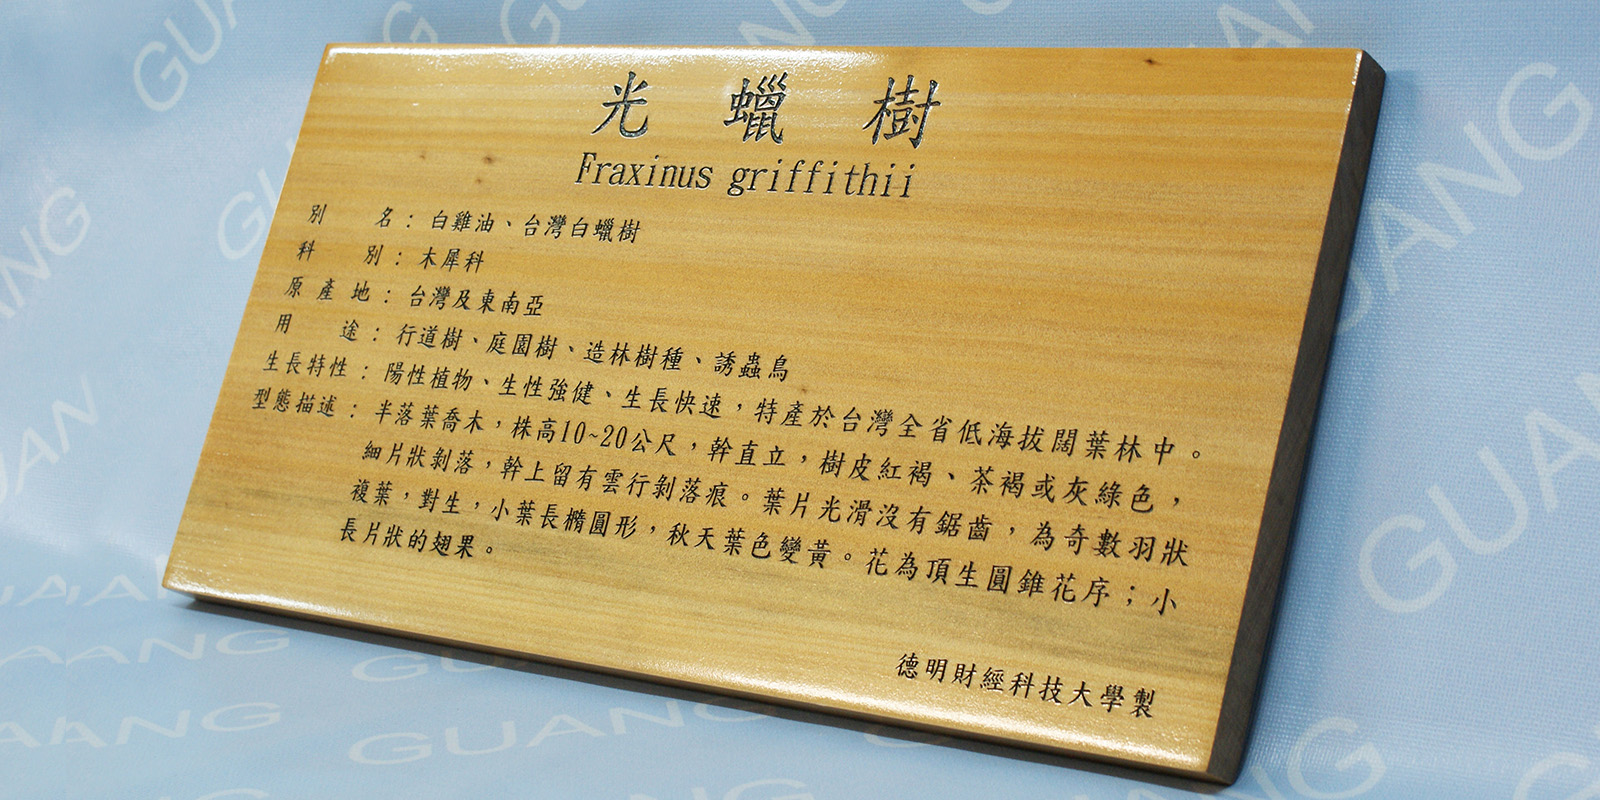 光蠟樹
Fraxinus griffithii
別名：白雞油、台灣白蠟樹
科別：木犀科
原產地：台灣及東南亞
用途：行道樹、庭園樹、造林樹種、誘蟲鳥
生長特性：陽性植物、生性強健、生長快速，特產於台灣全省低海拔闊葉林中。
型態描述：半落葉喬木，株高10~20公尺，幹直立，樹皮紅褐、茶褐或灰綠色，
細片狀剝落，幹上留有雲行剝落痕。葉片光滑沒有鋸齒，為奇數羽狀
複葉，對生，小葉長橢圓形，秋天葉色變黃。花為頂生圓錐花序；小
長片狀的翅果。
德明財經科技大學製
GUANG
GUANG
GUANG
GUANG
GUANG